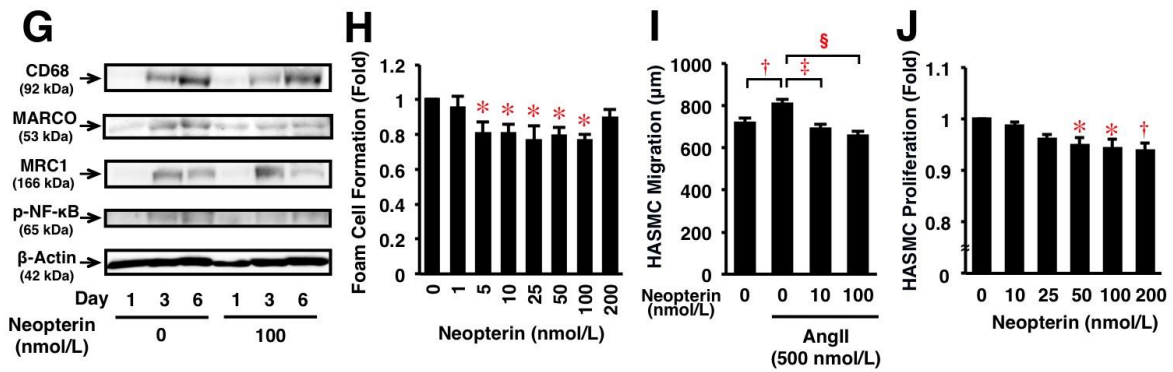 G
CD68
(92 kDa)
MARCO
(53 kDa)
MRC1
(166 kDa)
p-NF-κB
(65 kDa)
β-Actin
(42 kDa)
Day 1 3 6 1 3 6
Neopterin
(nmol/L)
0 100
H
Foam Cell Formation (Fold)
1.2
1
0.8
0.6
0.4
0.2
0
* * * * *
0 1 5 10 25 50 100 200
Neopterin (nmol/L)
I
HASMC Migration (μm)
1000
800
600
400
200
0
§
† ‡
Neopterin
(nmol/L)
0 0 10 100
AngII
(500 nmol/L)
J
HASMC Proliferation (Fold)
1.1
1
0.9
0.8
0
* * †
0 10 25 50 100 200
Neopterin (nmol/L)